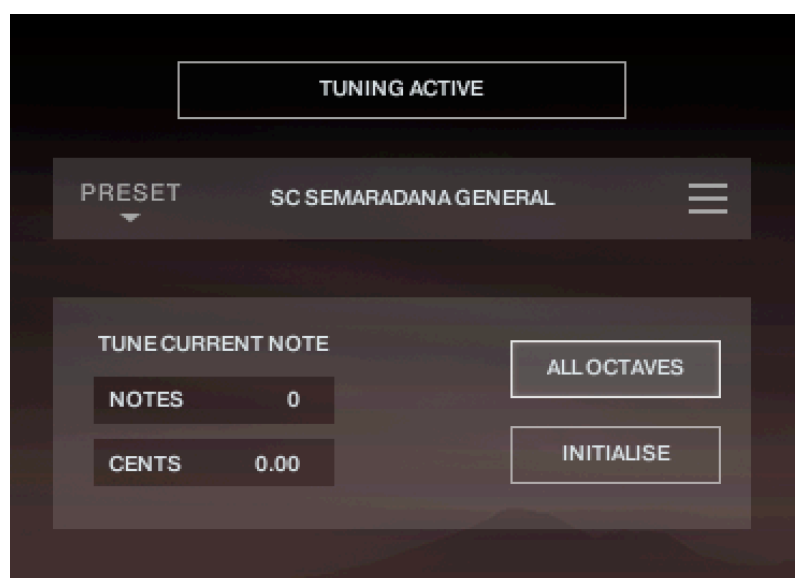 TUNING ACTIVE
PRESET
SC SEMARADANA GENERAL
TUNE CURRENT NOTE
NOTES 0
CENTS 0.00
ALL OCTAVES
INITIALISE